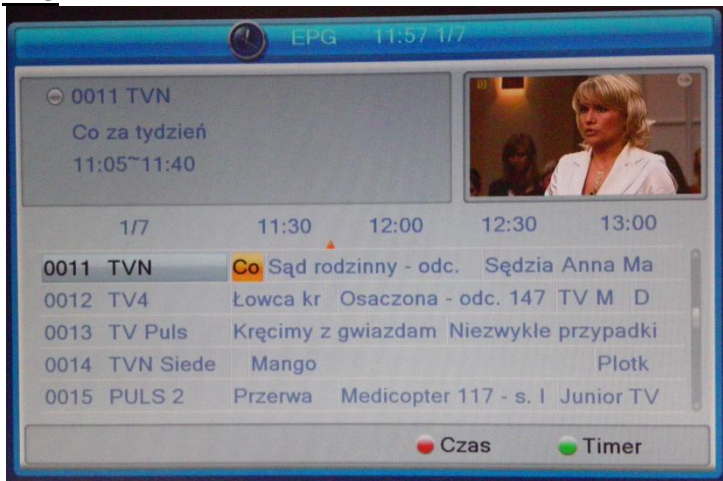 EPG 11:57 1/7
0011 TVN
Co za tydzień
11:05~11:40
1/7 11:30 12:00 12:30 13:00
0011 TVN Co Sąd rodzinny - odc. Sędzia Anna Ma
0012 TV4 Łowca kr Osaczona - odc. 147 TV M D
0013 TV Puls Kręcimy z gwiazdam Niezwykłe przypadki
0014 TVN Siede Mango Plotk
0015 PULS 2 Przerwa Medicopter 117 - s. I Junior TV
Czas Timer